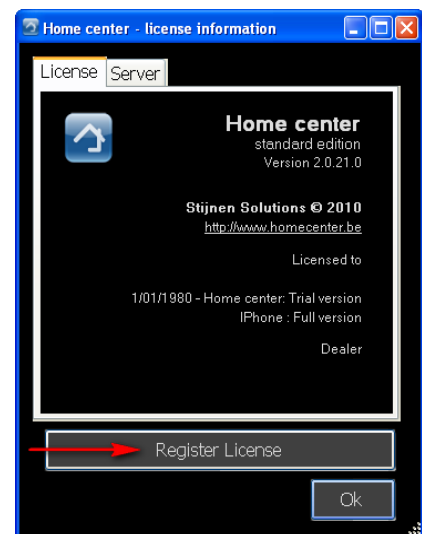 Home center - license information
License Server
Home center
standard edition
Version 2.0.21.0
Stijnen Solutions © 2010
http://www.homecenter.be
Licensed to
1/01/1980 - Home center: Trial version
IPhone : Full version
Dealer
Register License
Ok